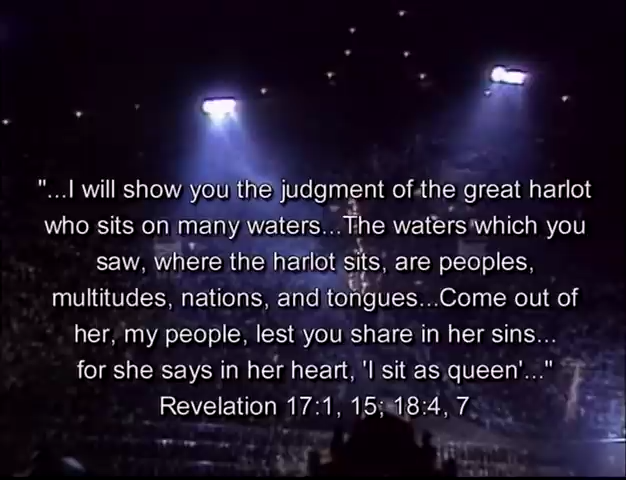 "...I will show you the judgment of the great harlot
who sits on many waters...The waters which you
saw, where the harlot sits, are peoples,
multitudes, nations, and tongues...Come out of
her, my people, lest you share in her sins...
for she says in her heart, 'I sit as queen'..."
Revelation 17:1, 15; 18:4, 7